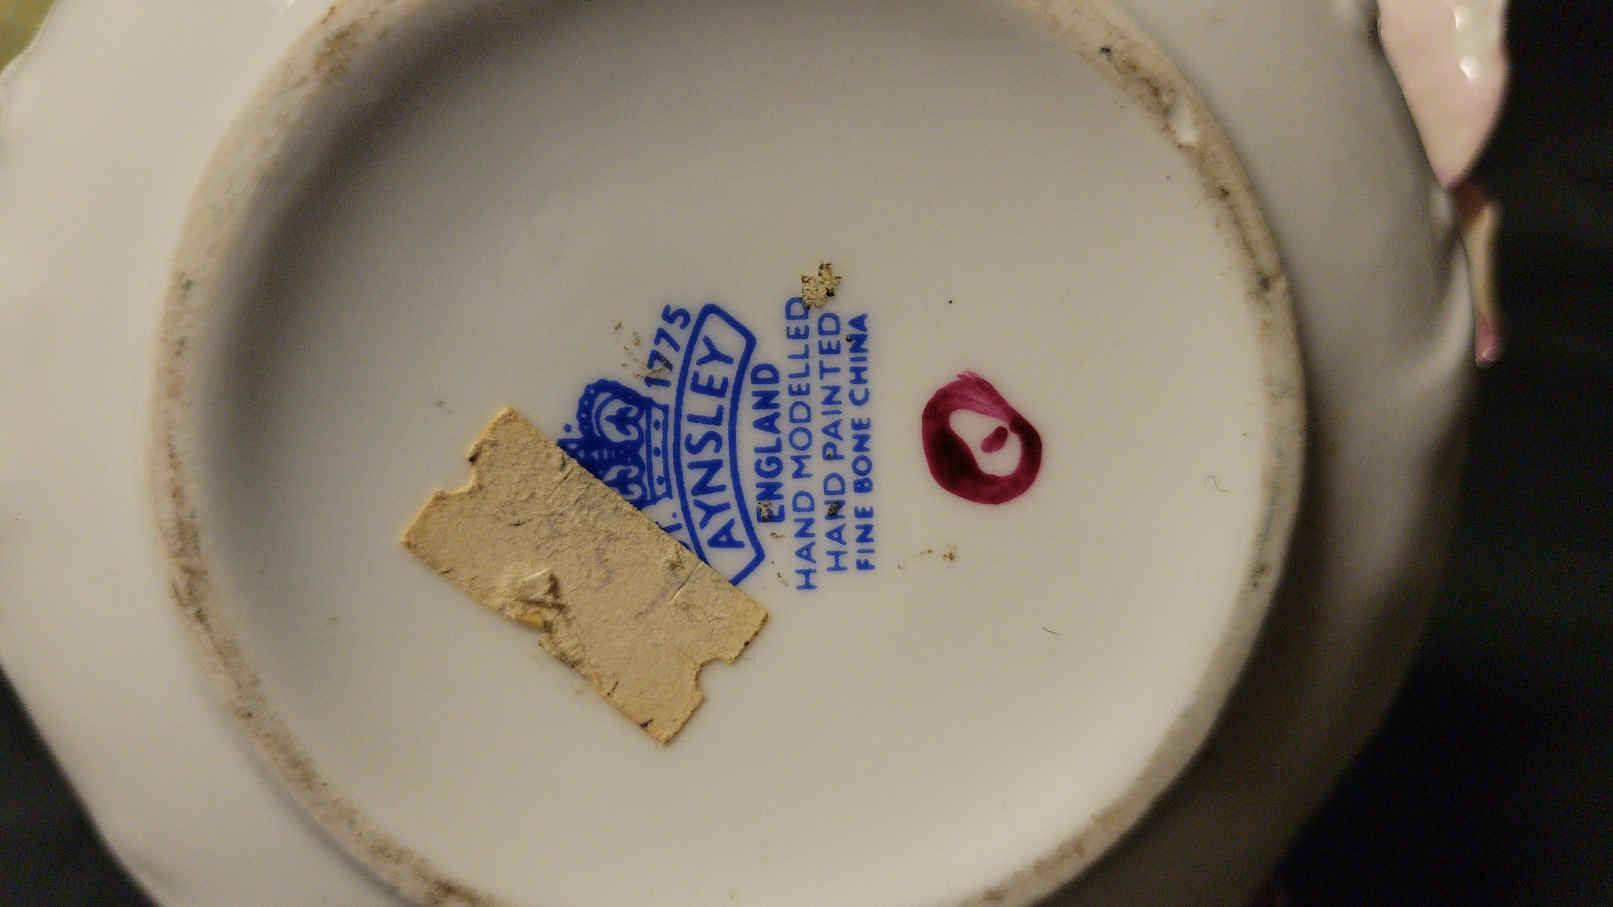 1775
AYNSLEY
ENGLAND
HAND MODELLED
HAND PAINTED
FINE BONE CHINA